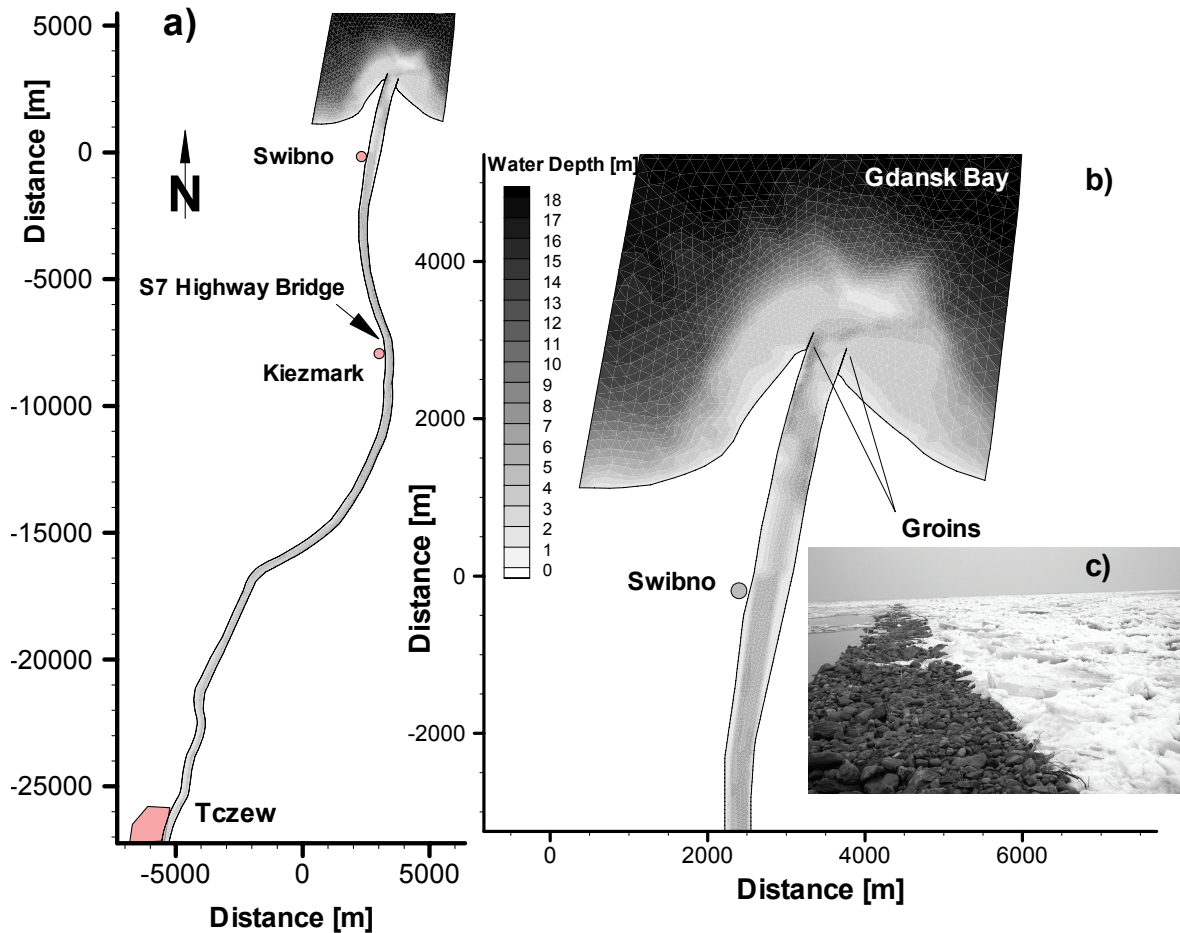 a)
5000
0
-5000
-10000
-15000
-20000
-25000
Distance [m]
N
Swibno
S7 Highway Bridge
Kiezmark
Tczew
-5000
0
5000
Distance [m]
b)
Gdansk Bay
Water Depth [m]
18
17
16
15
14
13
12
11
10
9
8
7
6
5
4
3
2
1
0
4000
2000
0
-2000
Distance [m]
Groins
Swibno
0
2000
4000
6000
Distance [m]
c)